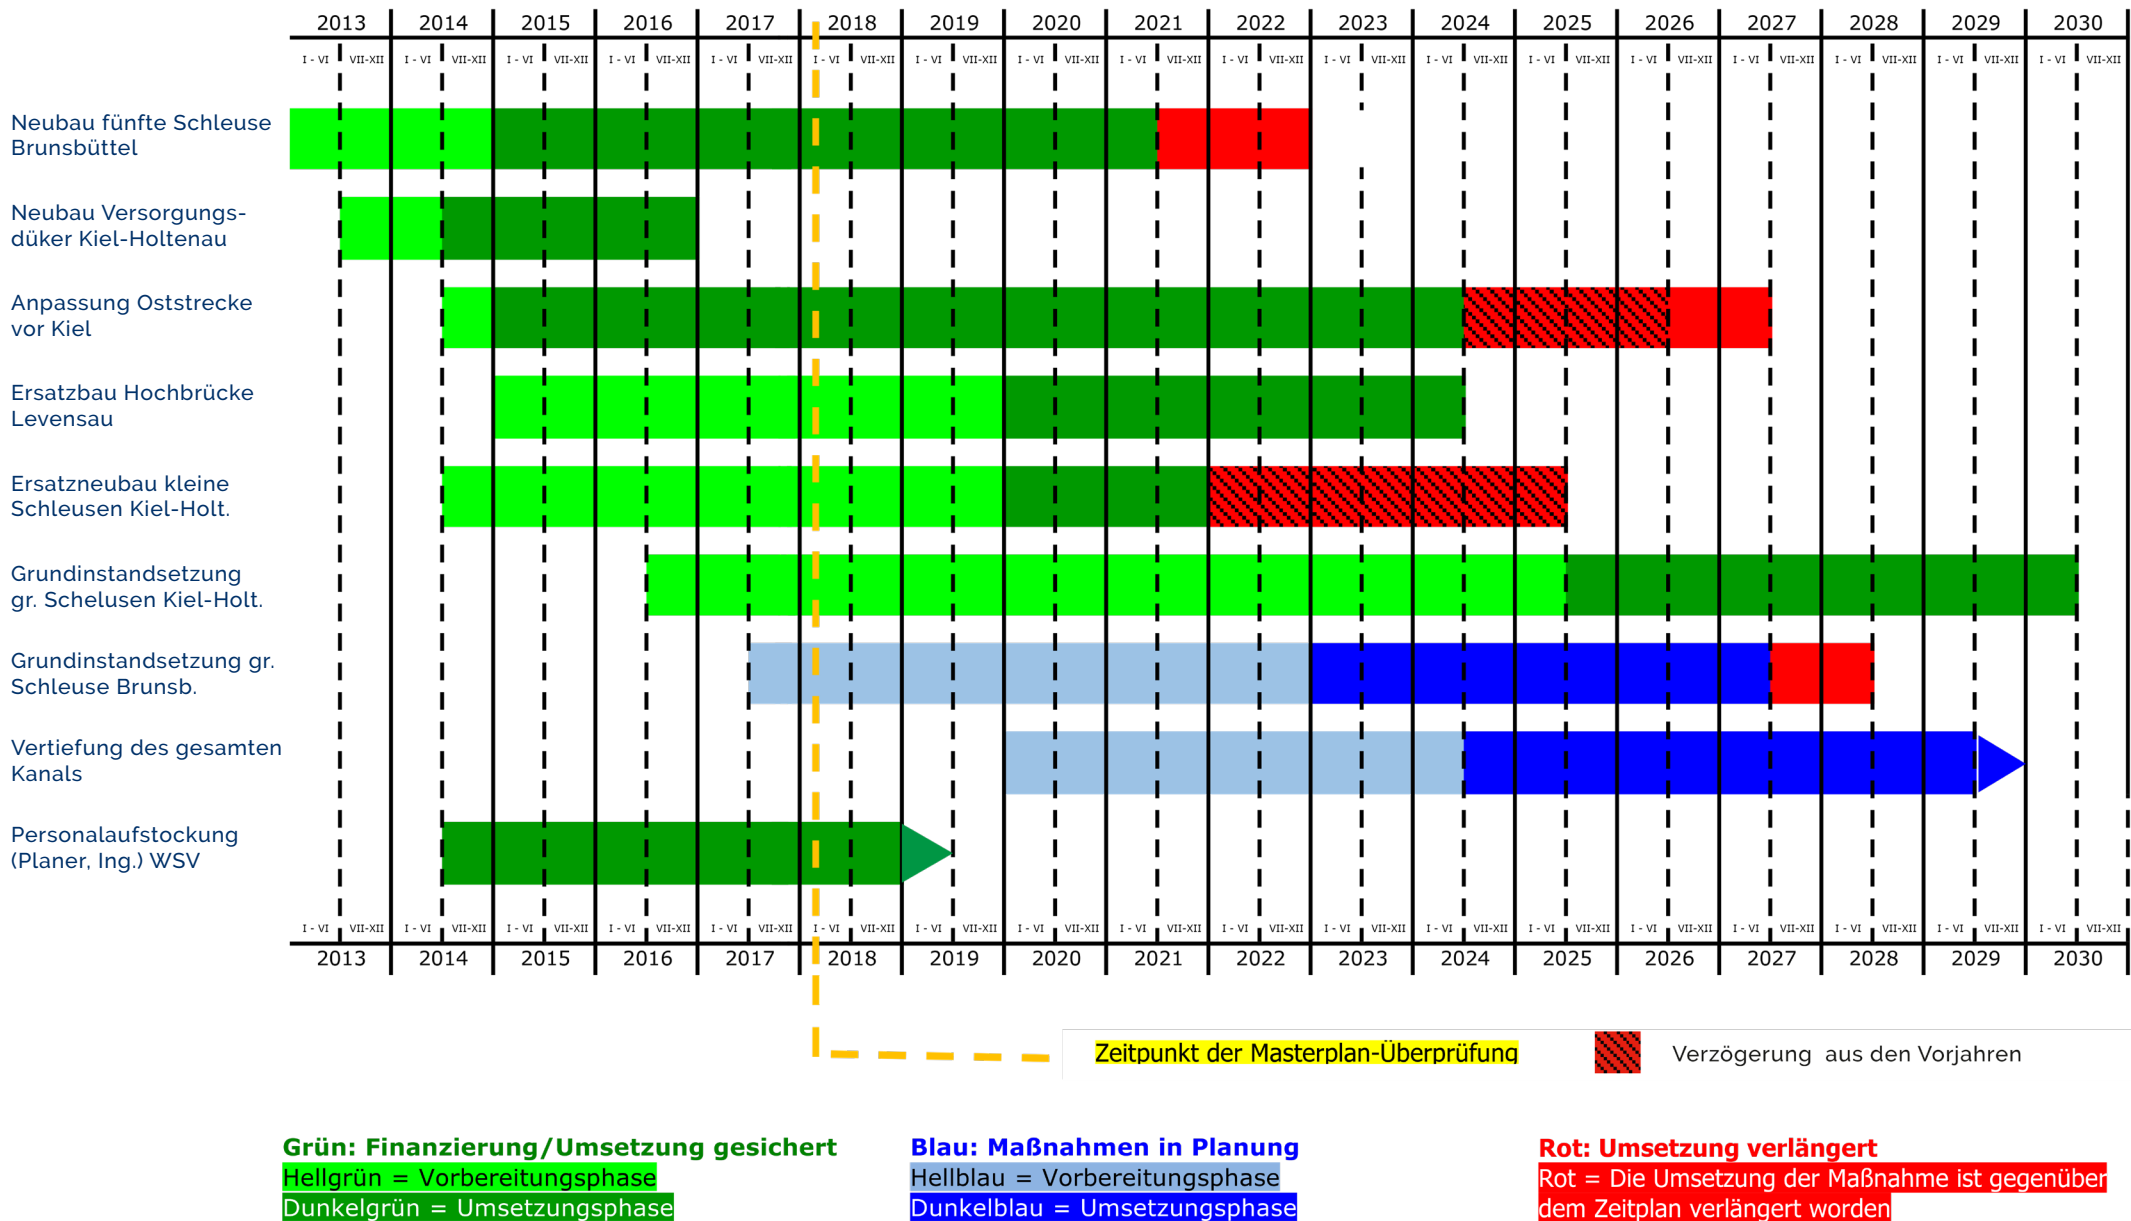 2013 2014 2015 2016 2017 2018 2019 2020 2021 2022 2023 2024 2025 2026 2027 2028 2029 2030
I - VI VII-XII I - VI VII-XII I - VI VII-XII I - VI VII-XII I - VI VII-XII I - VI VII-XII I - VI VII-XII I - VI VII-XII I - VI VII-XII I - VI VII-XII I - VI VII-XII I - VI VII-XII I - VI VII-XII I - VI VII-XII I - VI VII-XII I - VI VII-XII I - VI VII-XII I - VI VII-XII
Neubau fünfte Schleuse
Brunsbüttel
Neubau Versorgungs-
düker Kiel-Holtenau
Anpassung Oststrecke
vor Kiel
Ersatzbau Hochbrücke
Levensau
Ersatzneubau kleine
Schleusen Kiel-Holt.
Grundinstandsetzung
gr. Schelusen Kiel-Holt.
Grundinstandsetzung gr.
Schleuse Brunsb.
Vertiefung des gesamten
Kanals
Personalaufstockung
(Planer, Ing.) WSV
I - VI VII-XII I - VI VII-XII I - VI VII-XII I - VI VII-XII I - VI VII-XII I - VI VII-XII I - VI VII-XII I - VI VII-XII I - VI VII-XII I - VI VII-XII I - VI VII-XII I - VI VII-XII I - VI VII-XII I - VI VII-XII I - VI VII-XII I - VI VII-XII I - VI VII-XII I - VI VII-XII
2013 2014 2015 2016 2017 2018 2019 2020 2021 2022 2023 2024 2025 2026 2027 2028 2029 2030
Zeitpunkt der Masterplan-Überprüfung
Verzögerung aus den Vorjahren
Grün: Finanzierung/Umsetzung gesichert
Hellgrün = Vorbereitungsphase
Dunkelgrün = Umsetzungsphase
Blau: Maßnahmen in Planung
Hellblau = Vorbereitungsphase
Dunkelblau = Umsetzungsphase
Rot: Umsetzung verlängert
Rot = Die Umsetzung der Maßnahme ist gegenüber
dem Zeitplan verlängert worden